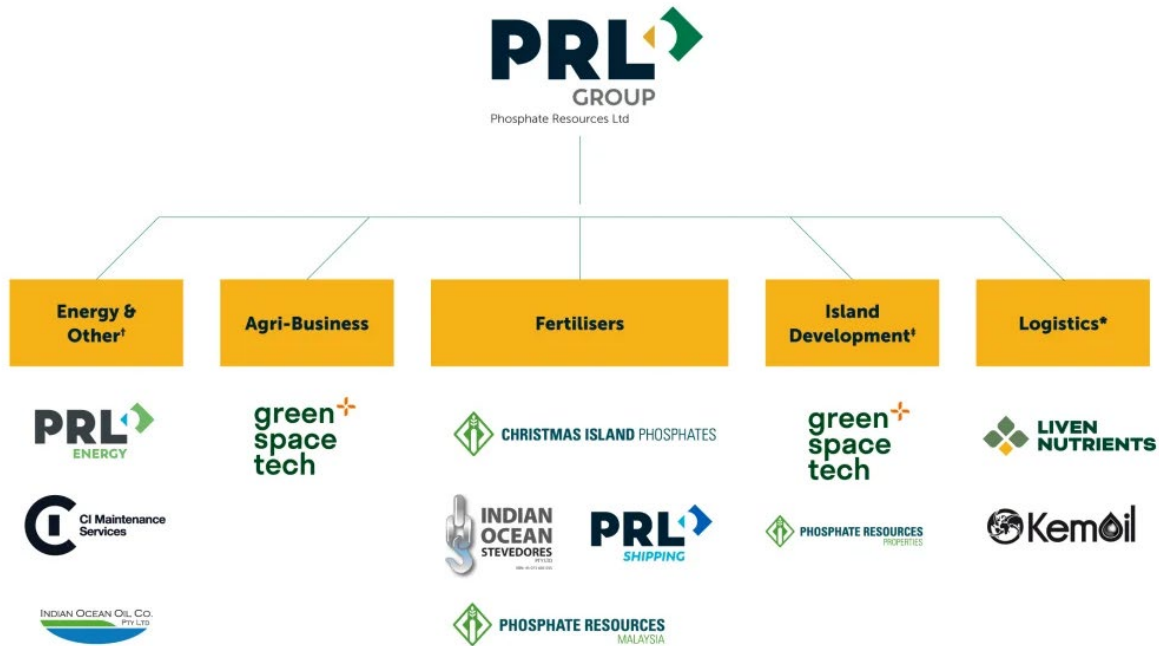 PRL
GROUP
Phosphate Resources Ltd
Energy &
Other†
Agri-Business
Fertilisers
Island
Development‡
Logistics*
PRL
ENERGY
CI Maintenance
Services
INDIAN OCEAN OIL CO.
PTY LTD
green
space
tech
CHRISTMAS ISLAND PHOSPHATES
INDIAN
OCEAN
STEVEDORES
PTY LTD
PRL
SHIPPING
PHOSPHATE RESOURCES
MALAYSIA
green
space
tech
PHOSPHATE RESOURCES
PROPERTIES
LIVEN
NUTRIENTS
KemOil